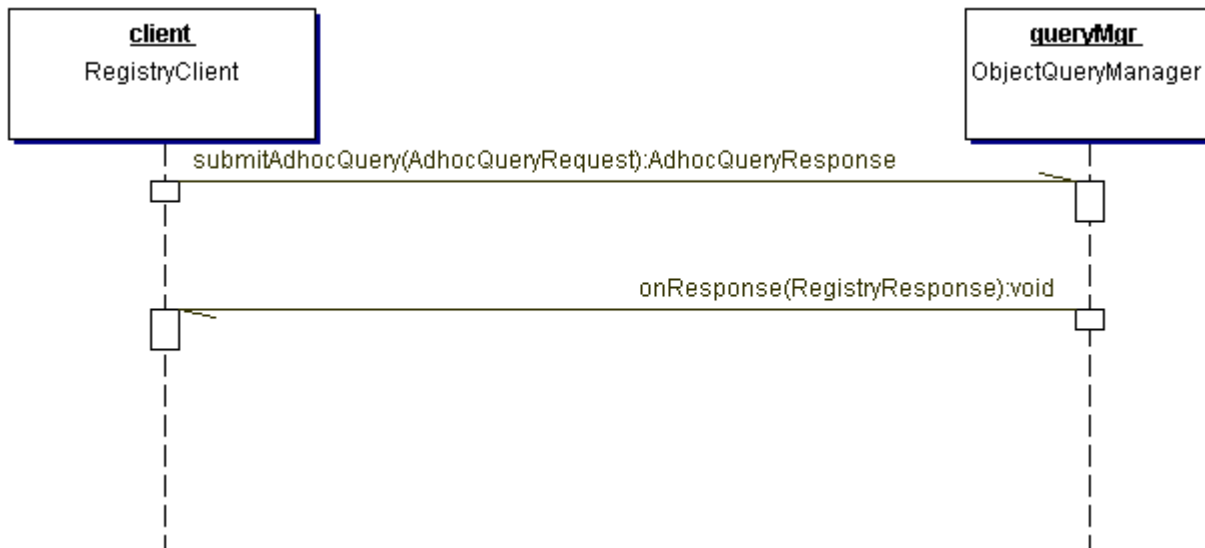 client
RegistryClient
queryMgr
ObjectQueryManager
submitAdhocQuery(AdhocQueryRequest):AdhocQueryResponse
onResponse(RegistryResponse):void